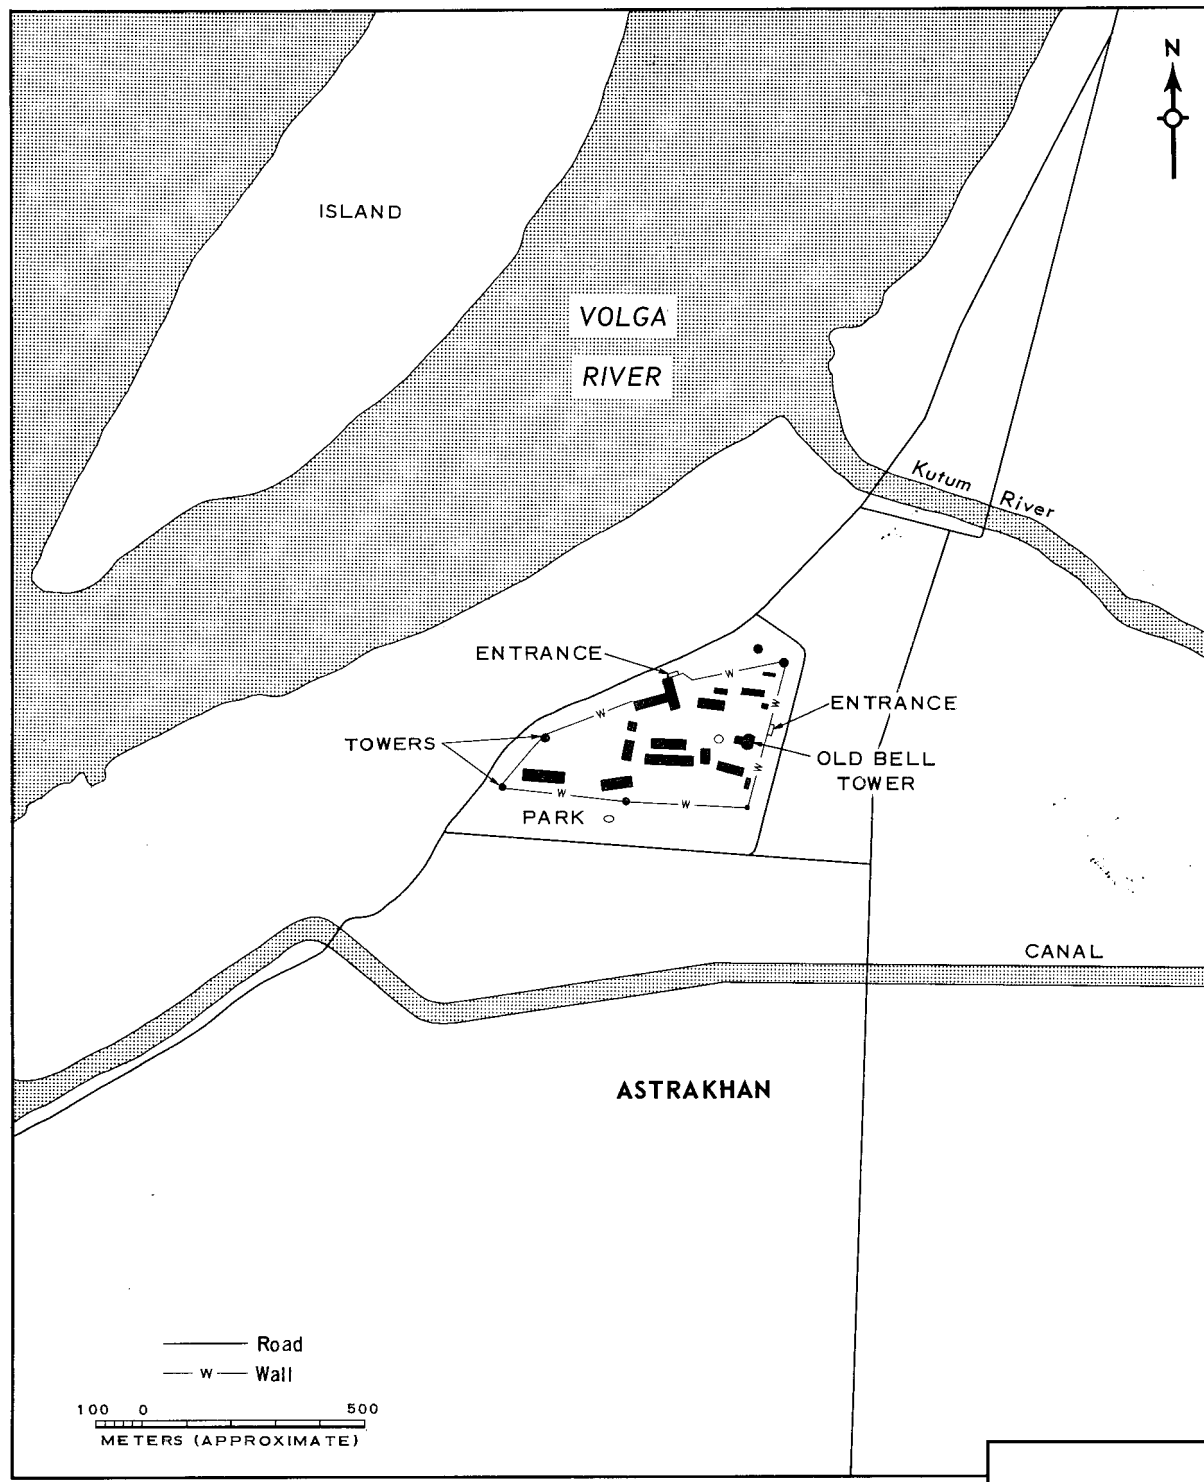 N
ISLAND
VOLGA
RIVER
Kutum River
ENTRANCE
W
W
W
ENTRANCE
TOWERS
OLD BELL
TOWER
W
W
W
PARK
CANAL
ASTRAKHAN
Road
W Wall
100 0 500
METERS (APPROXIMATE)